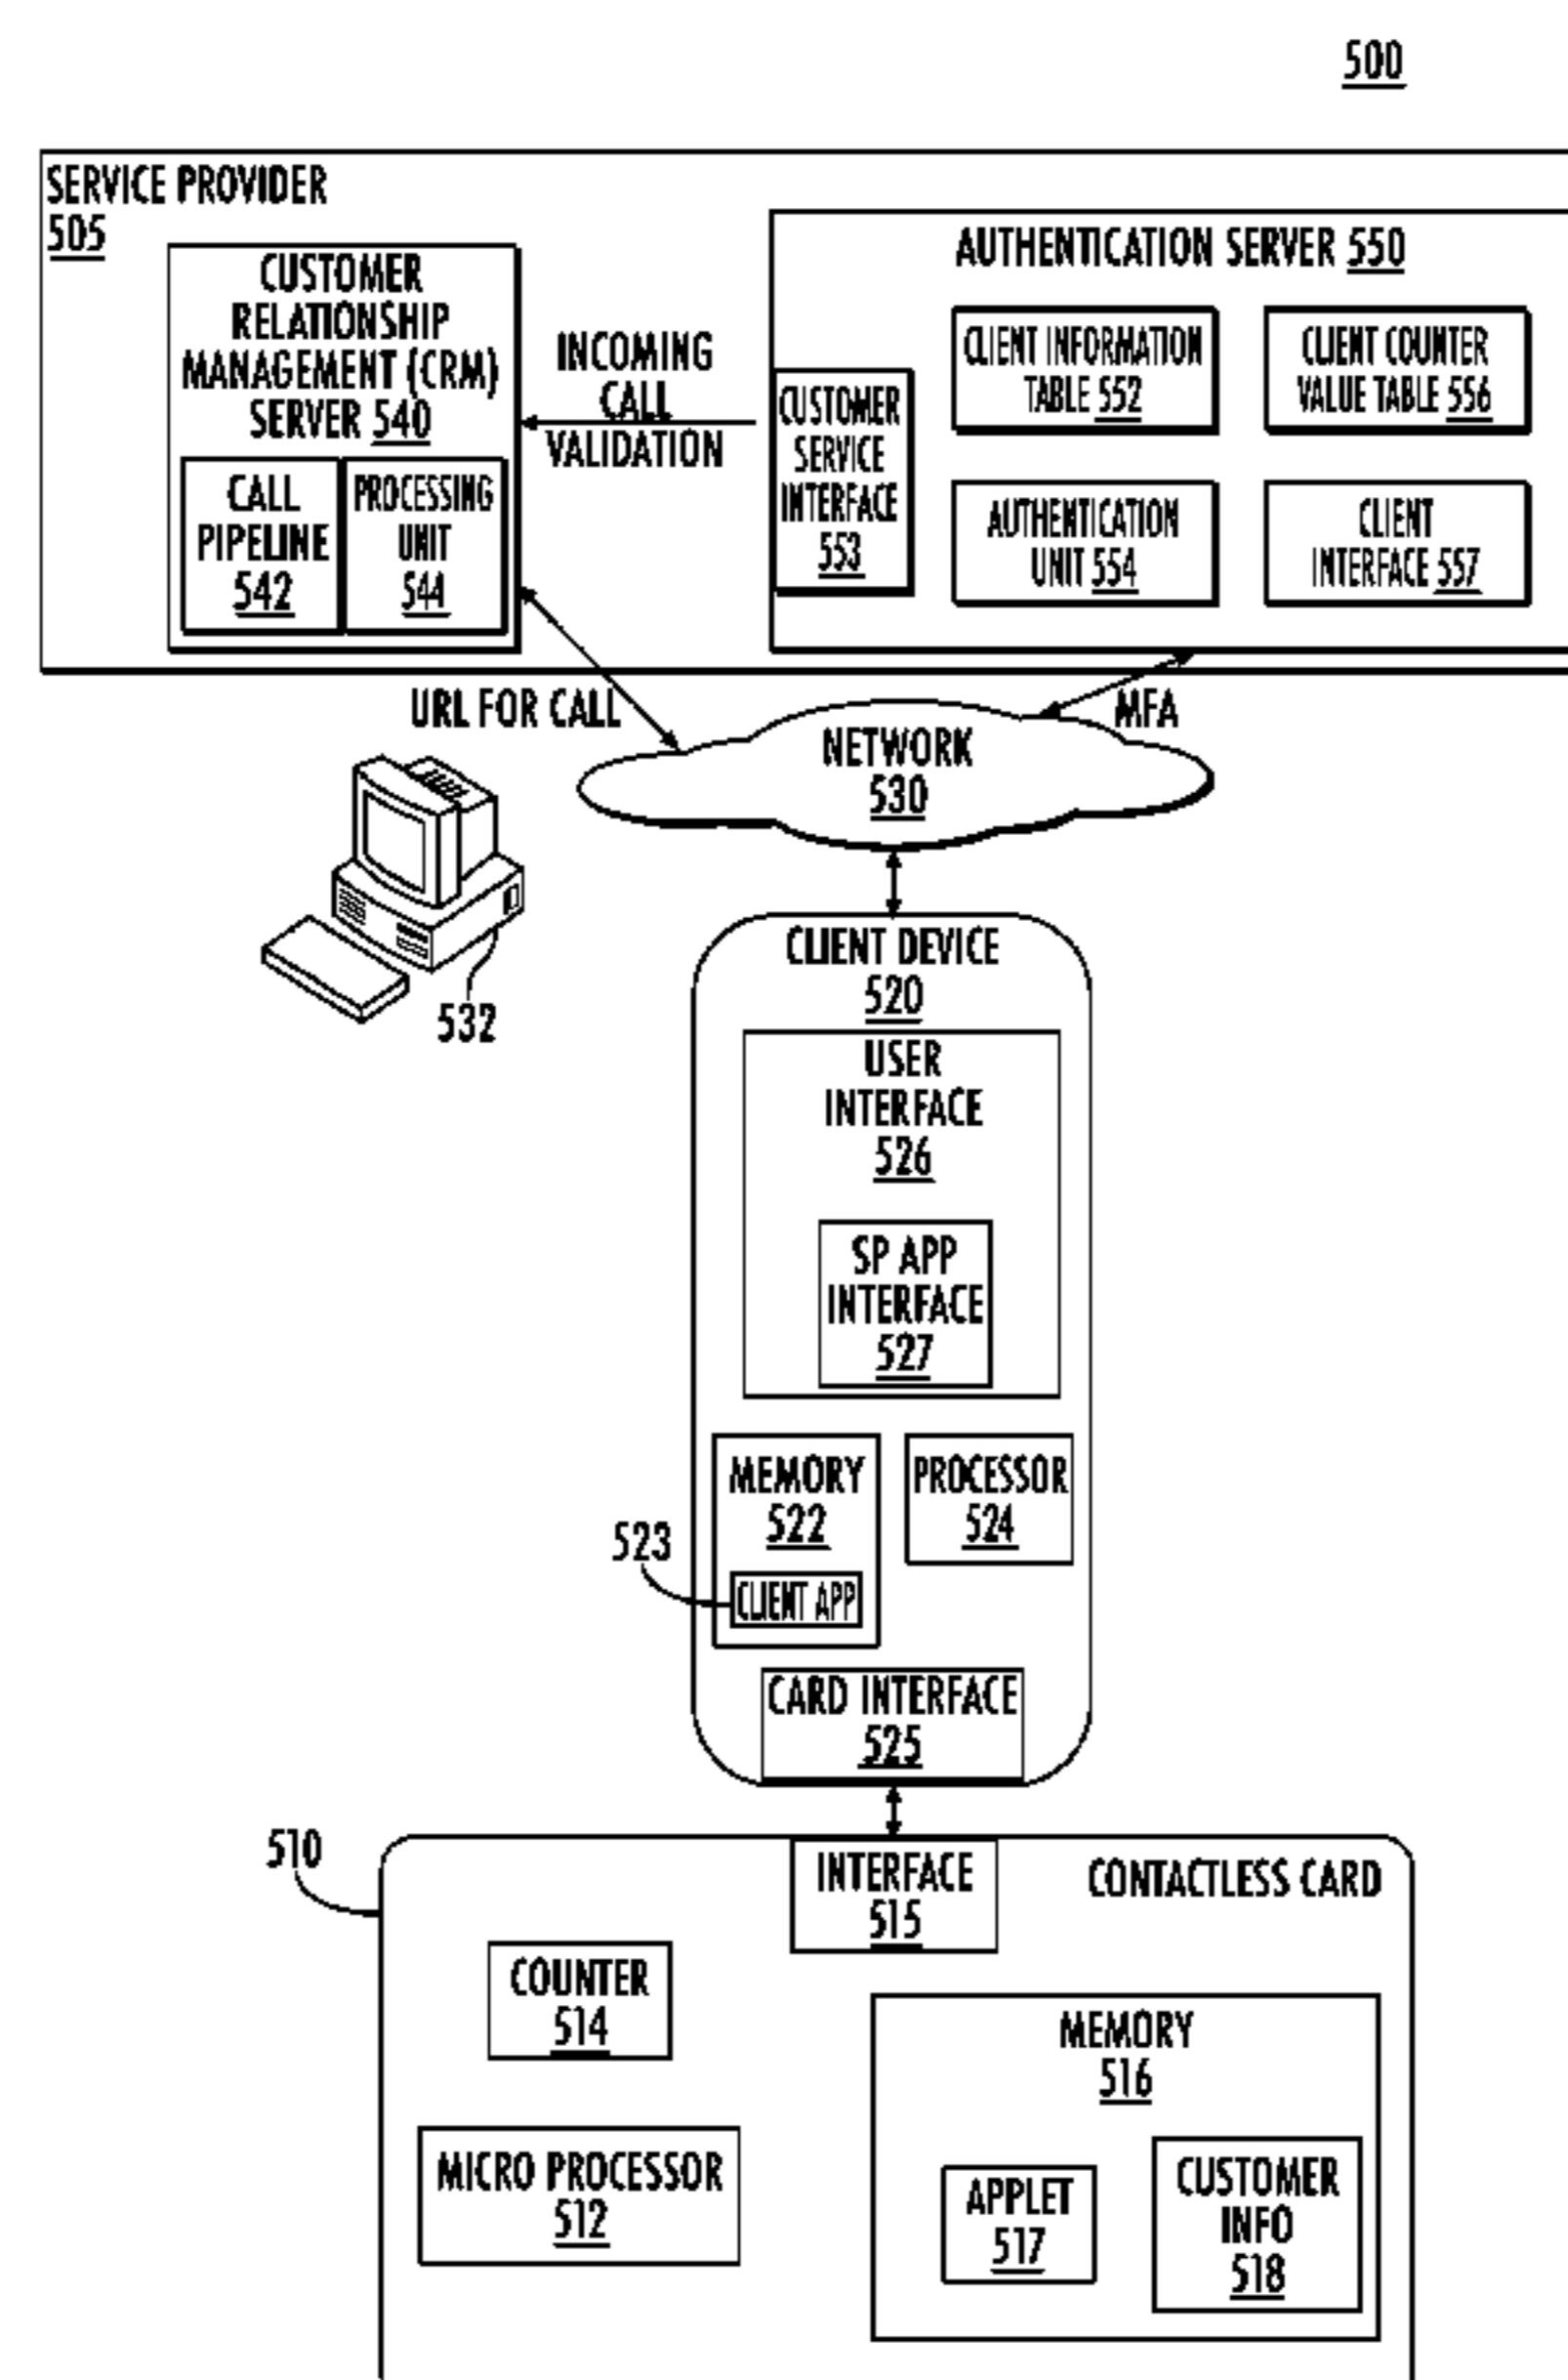 500
SERVICE PROVIDER
505
CUSTOMER
RELATIONSHIP
MANAGEMENT (CRM)
SERVER 540
CALL
PIPELINE
542
PROCESSING
UNIT
544
INCOMING
CALL
VALIDATION
AUTHENTICATION SERVER 550
CUSTOMER
SERVICE
INTERFACE
553
CLIENT INFORMATION
TABLE 552
CLIENT COUNTER
VALUE TABLE 556
AUTHENTICATION
UNIT 554
CLIENT
INTERFACE 557
URL FOR CALL
MFA
NETWORK
530
532
CLIENT DEVICE
520
USER
INTERFACE
526
SP APP
INTERFACE
527
MEMORY
522
PROCESSOR
524
523
CLIENT APP
CARD INTERFACE
525
510
INTERFACE
515
CONTACTLESS CARD
COUNTER
514
MEMORY
516
MICRO PROCESSOR
512
APPLET
517
CUSTOMER
INFO
518